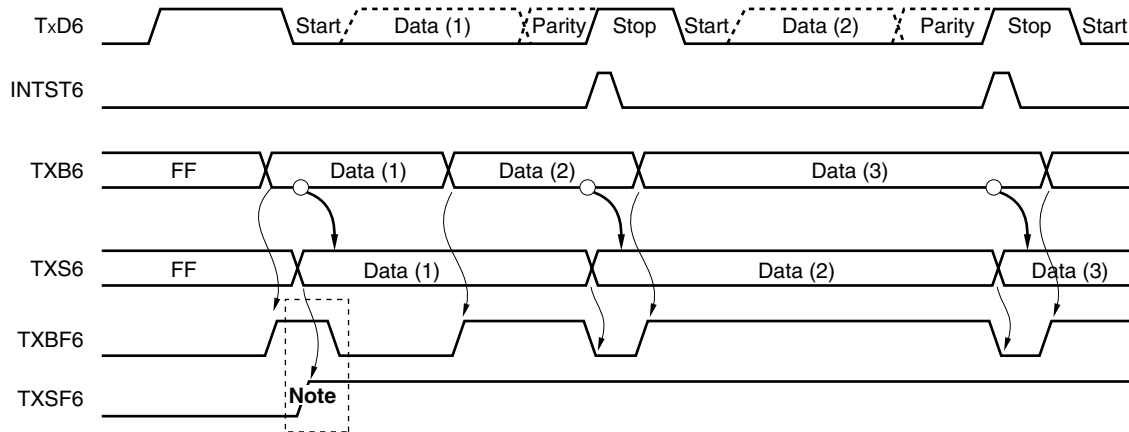 TxD6 Start Data (1) Parity Stop Start Data (2) Parity Stop Start
INTST6
TXB6 FF Data (1) Data (2) Data (3)
TXS6 FF Data (1) Data (2) Data (3)
TXBF6
TXSF6 Note